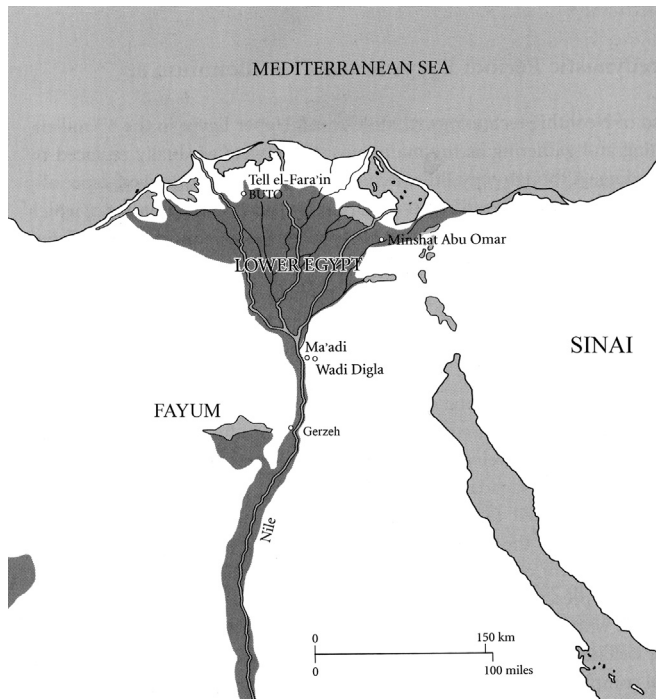 MEDITERRANEAN SEA
Tell el-Fara'in
BUTO
Minshat Abu Omar
LOWER EGYPT
SINAI
Ma'adi
Wadi Digla
FAYUM
Gerzeh
Nile
0 150 km
0 100 miles